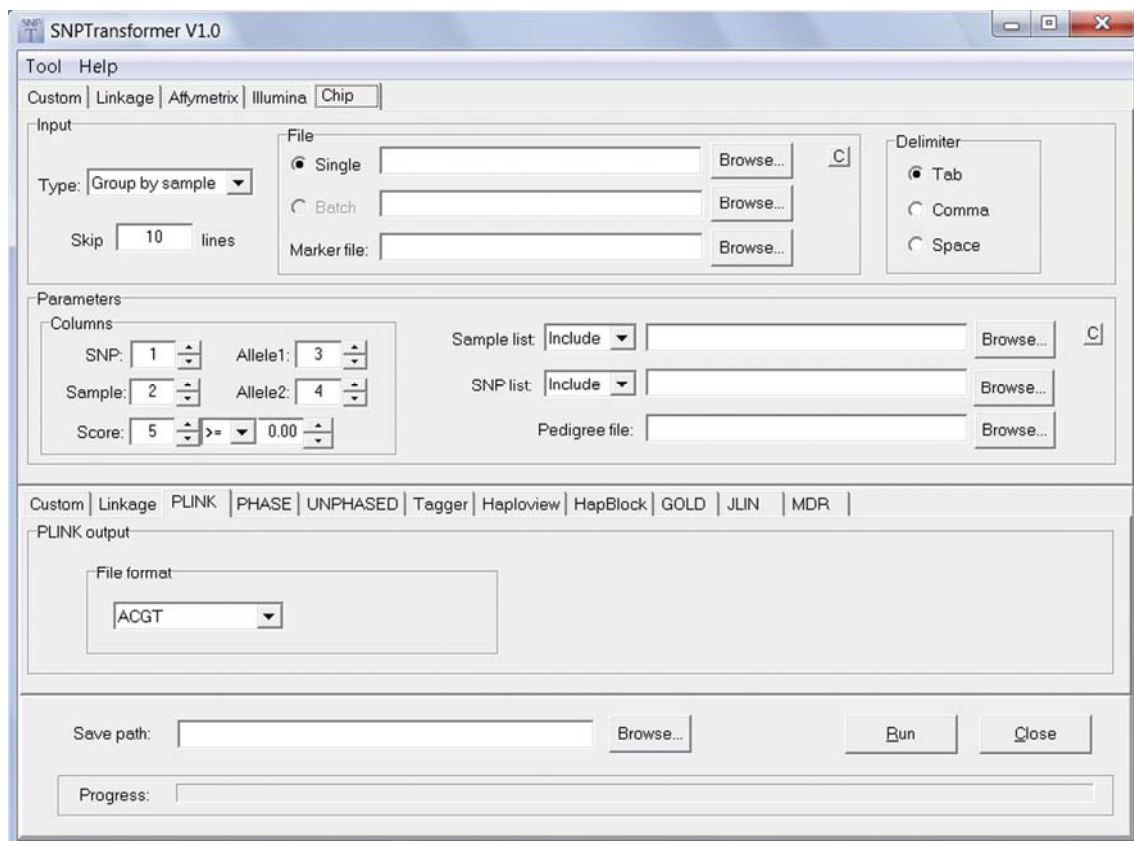 SNP T SNPTransformer V1.0
Tool Help
Custom Linkage Affymetrix Illumina Chip
Input
File
Delimiter
Type: Group by sample
Single Browse... C
Tab
Batch Browse...
Comma
Skip 10 lines
Marker file: Browse...
Space
Parameters
Columns
SNP: 1 Allele1: 3
Sample list: Include Browse... C
Sample: 2 Allele2: 4
SNP list: Include Browse...
Score: 5 >= 0.00
Pedigree file: Browse...
Custom Linkage PLINK PHASE UNPHASED Tagger Haploview HapBlock GOLD JLIN MDR
PLINK output
File format
ACGT
Save path: Browse... Run Close
Progress: